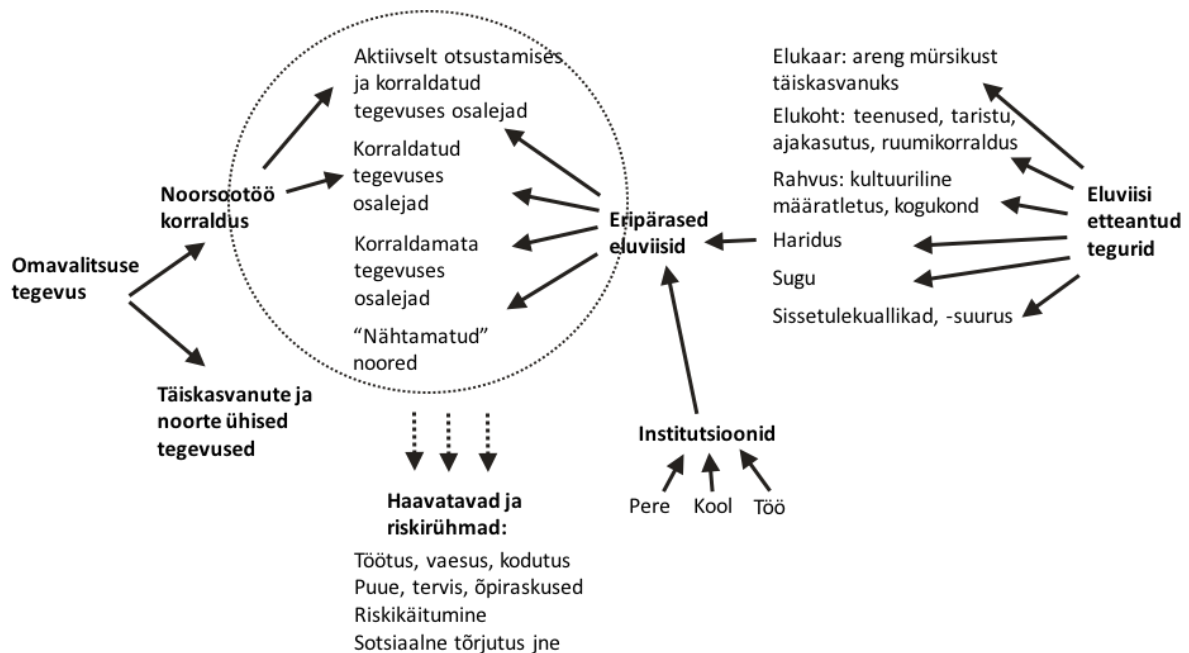 Omavalitsuse
tegevus
Noorsootöö
korraldus
Täiskasvanute ja
noorte ühised
tegevused
Aktiivselt otsustamises
ja korraldatud
tegevuses osalejad
Korraldatud
tegevuses
osalejad
Korraldamata
tegevuses
osalejad
“Nähtamatud”
noored
Haavatavad ja
riskirühmad:
Töötus, vaesus, kodutus
Puue, tervis, õpiraskused
Riskikäitumine
Sotsiaalne tõrjutus jne
Eripärased
eluviisid
Institutsioonid
Pere Kool Töö
Elukaar: areng mürsikust
täiskasvanuks
Elukoht: teenused, taristu,
ajakasutus, ruumikorraldus
Rahvus: kultuuriline
määratletus, kogukond
Haridus
Sugu
Sissetulekuallikad, -suurus
Eluviisi
etteantud
tegurid